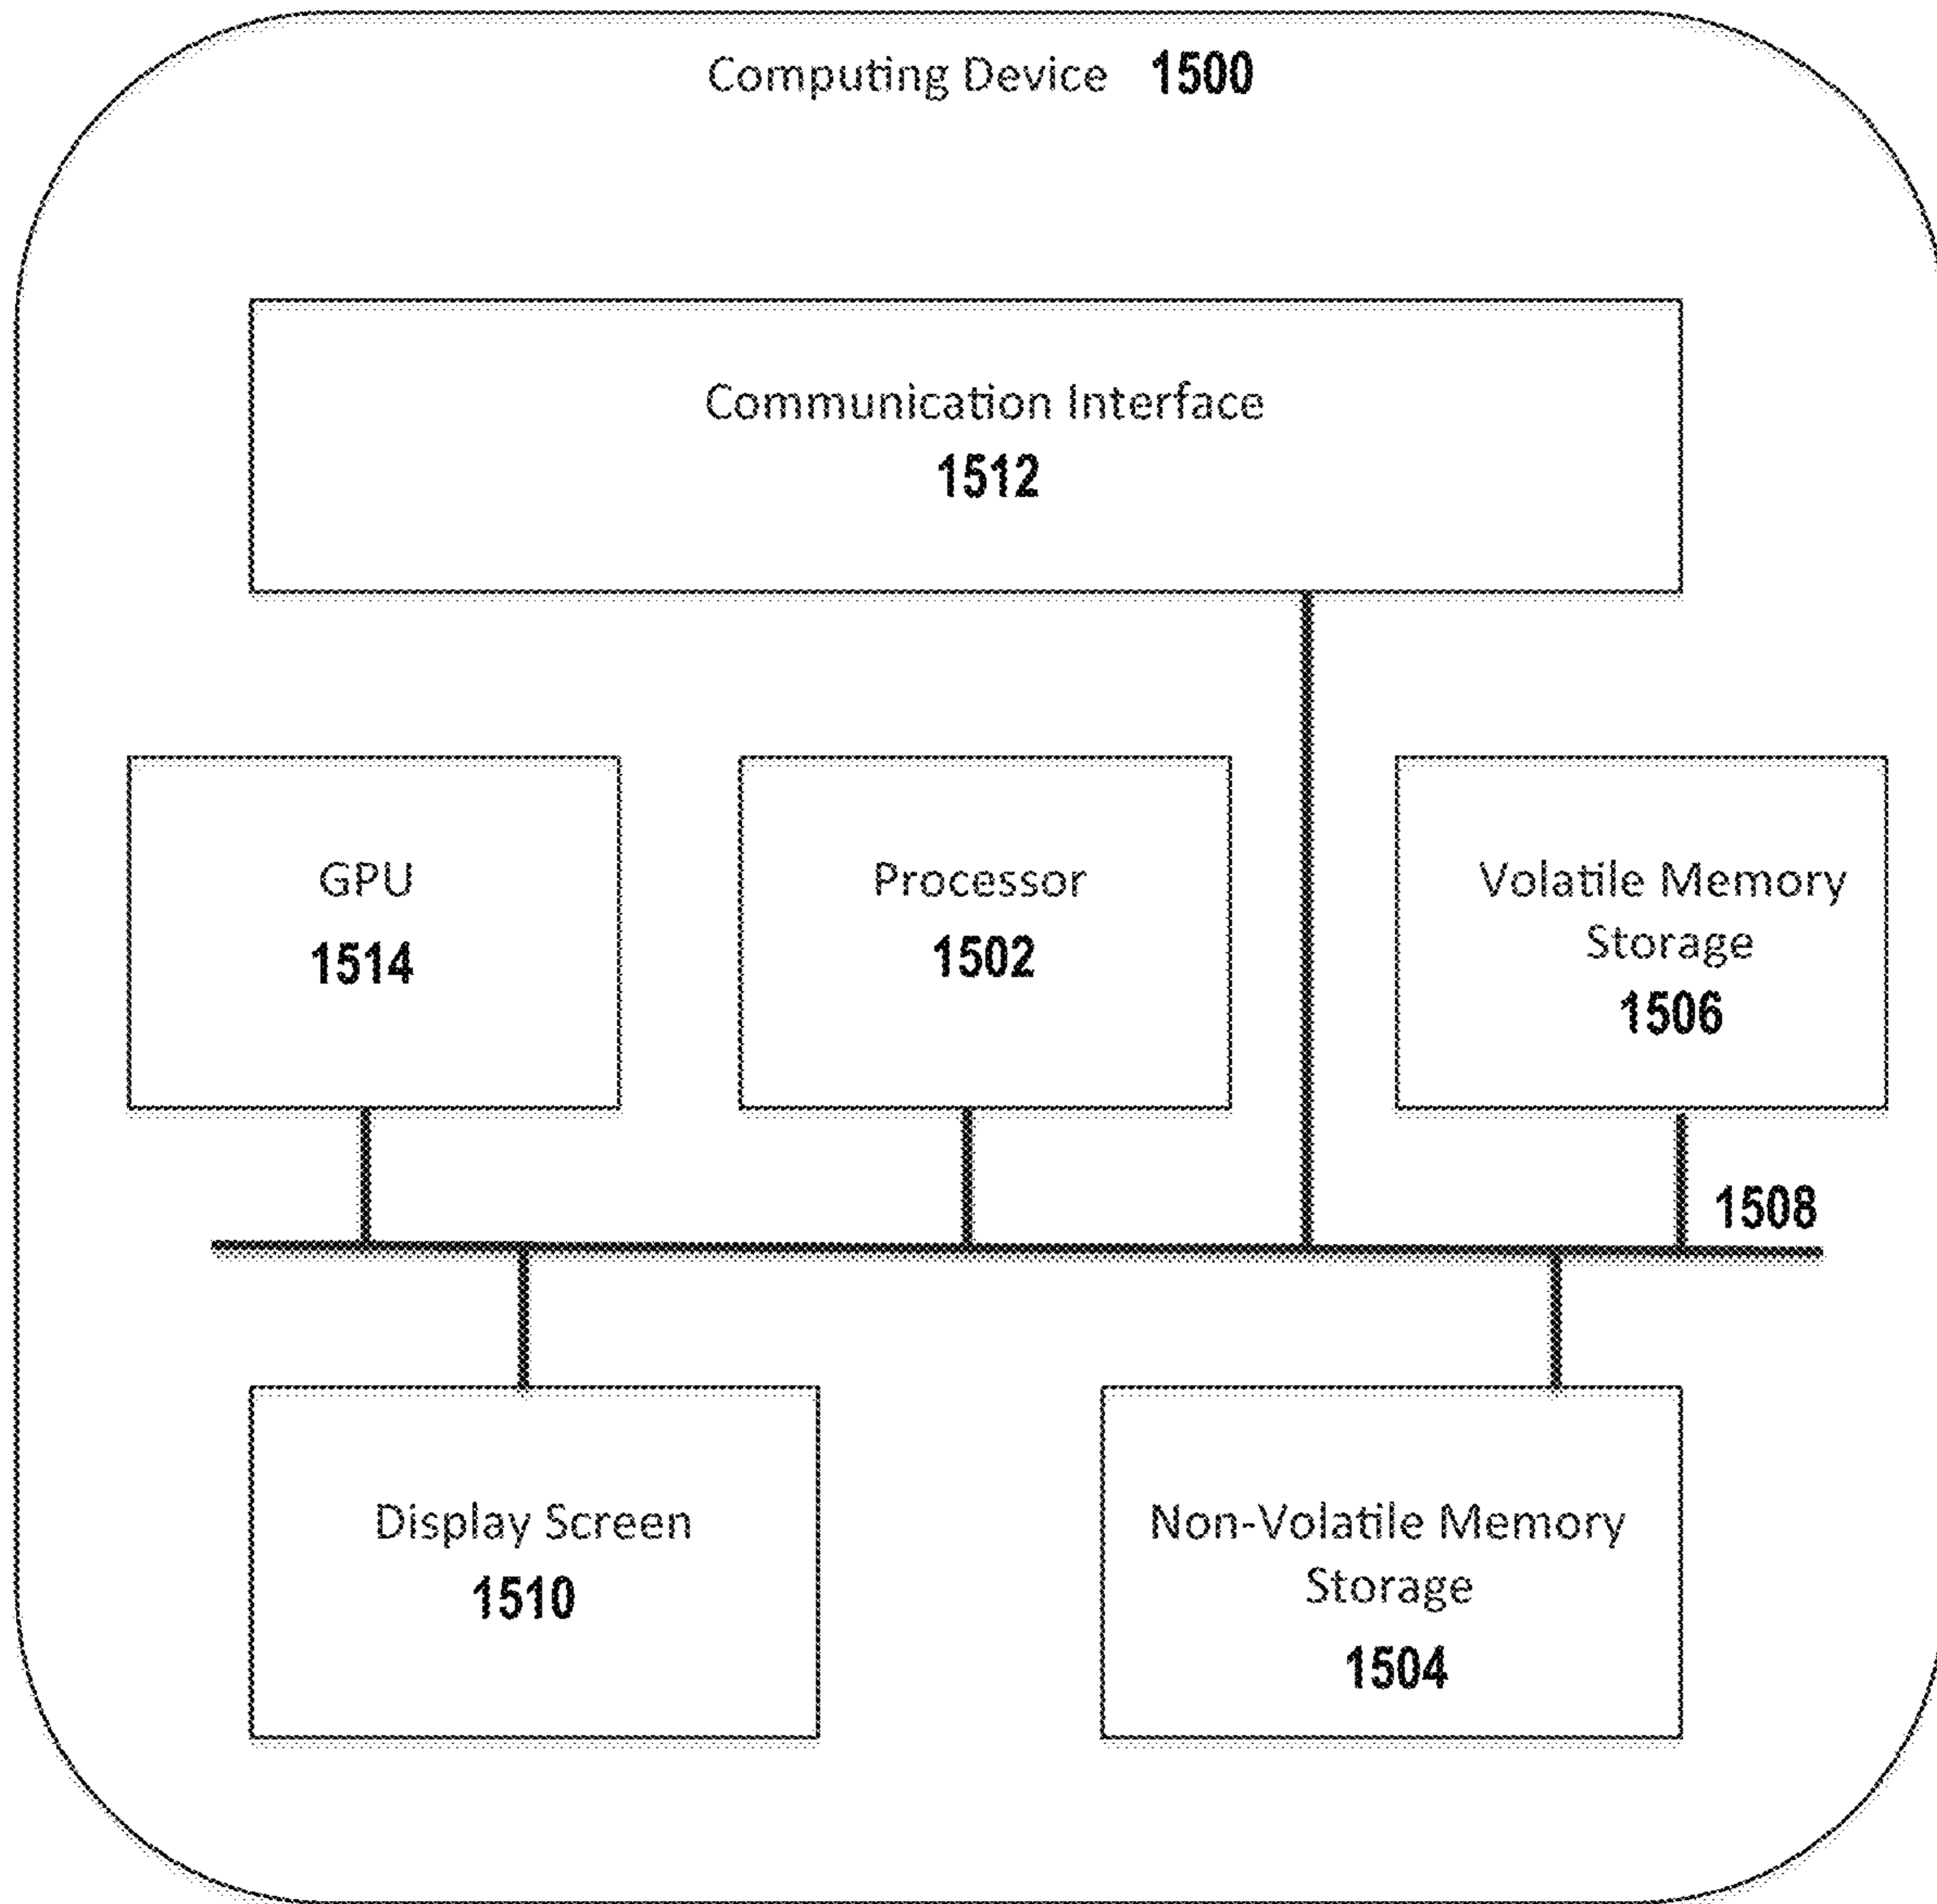 Computing Device 1500
Communication Interface
1512
GPU
1514
Processor
1502
Volatile Memory
Storage
1506
1508
Display Screen
1510
Non-Volatile Memory
Storage
1504